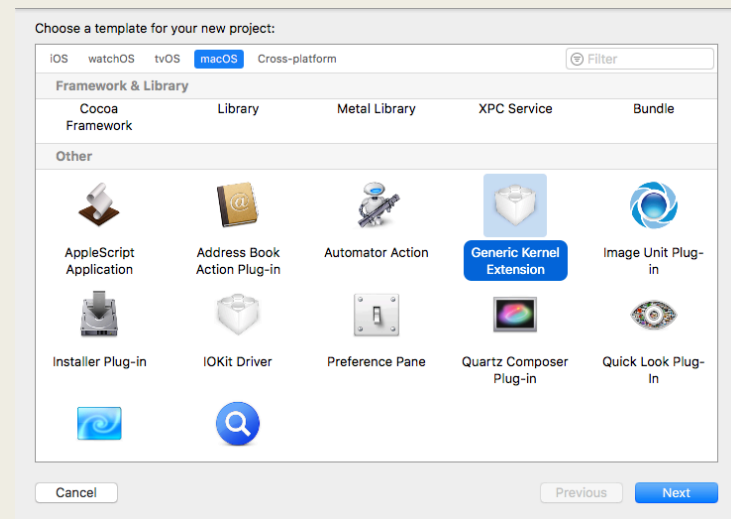 Choose a template for your new project:
iOS watchOS tvOS macOS Cross-platform Filter
Framework & Library
Cocoa Framework
Library
Metal Library
XPC Service
Bundle
Other
AppleScript
Application
Address Book
Action Plug-in
Automator Action
Generic Kernel
Extension
Image Unit Plug-
in
Installer Plug-in
IOKit Driver
Preference Pane
Quartz Composer
Plug-in
Quick Look Plug-
In
Cancel Previous Next